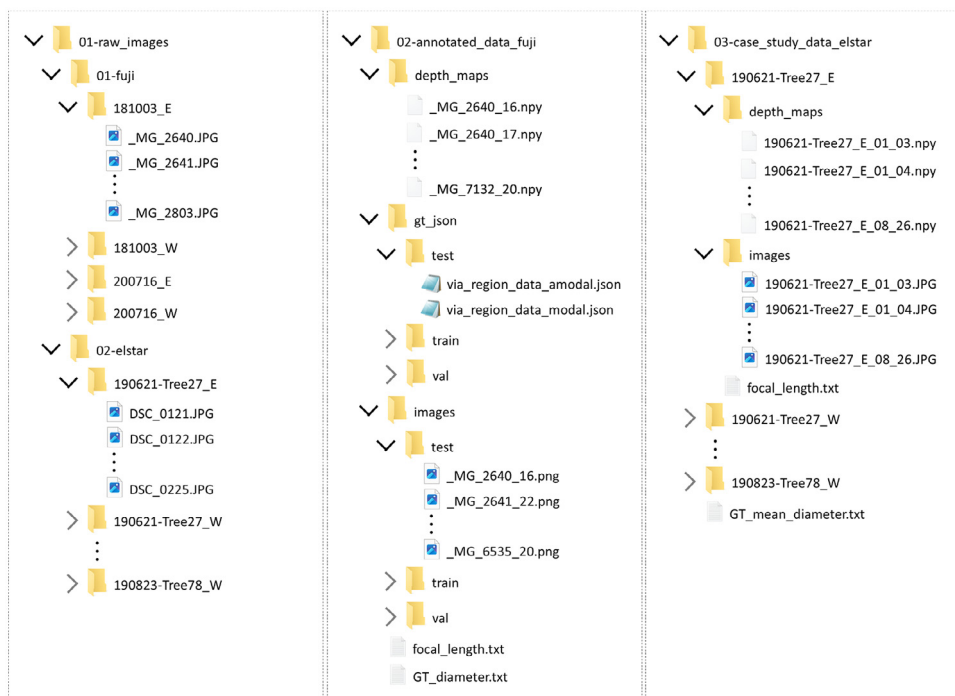 01-raw_images
01-fuji
181003_E
_MG_2640.JPG
_MG_2641.JPG
_MG_2803.JPG
181003_W
200716_E
200716_W
02-elstar
190621-Tree27_E
DSC_0121.JPG
DSC_0122.JPG
DSC_0225.JPG
190621-Tree27_W
190823-Tree78_W
02-annotated_data_fuji
depth_maps
_MG_2640_16.npy
_MG_2640_17.npy
_MG_7132_20.npy
gt_json
test
via_region_data_amodal.json
via_region_data_modal.json
train
val
images
test
_MG_2640_16.png
_MG_2641_22.png
_MG_6535_20.png
train
val
focal_length.txt
GT_diameter.txt
03-case_study_data_elstar
190621-Tree27_E
depth_maps
190621-Tree27_E_01_03.npy
190621-Tree27_E_01_04.npy
190621-Tree27_E_08_26.npy
images
190621-Tree27_E_01_03.JPG
190621-Tree27_E_01_04.JPG
190621-Tree27_E_08_26.JPG
focal_length.txt
190621-Tree27_W
190823-Tree78_W
GT_mean_diameter.txt